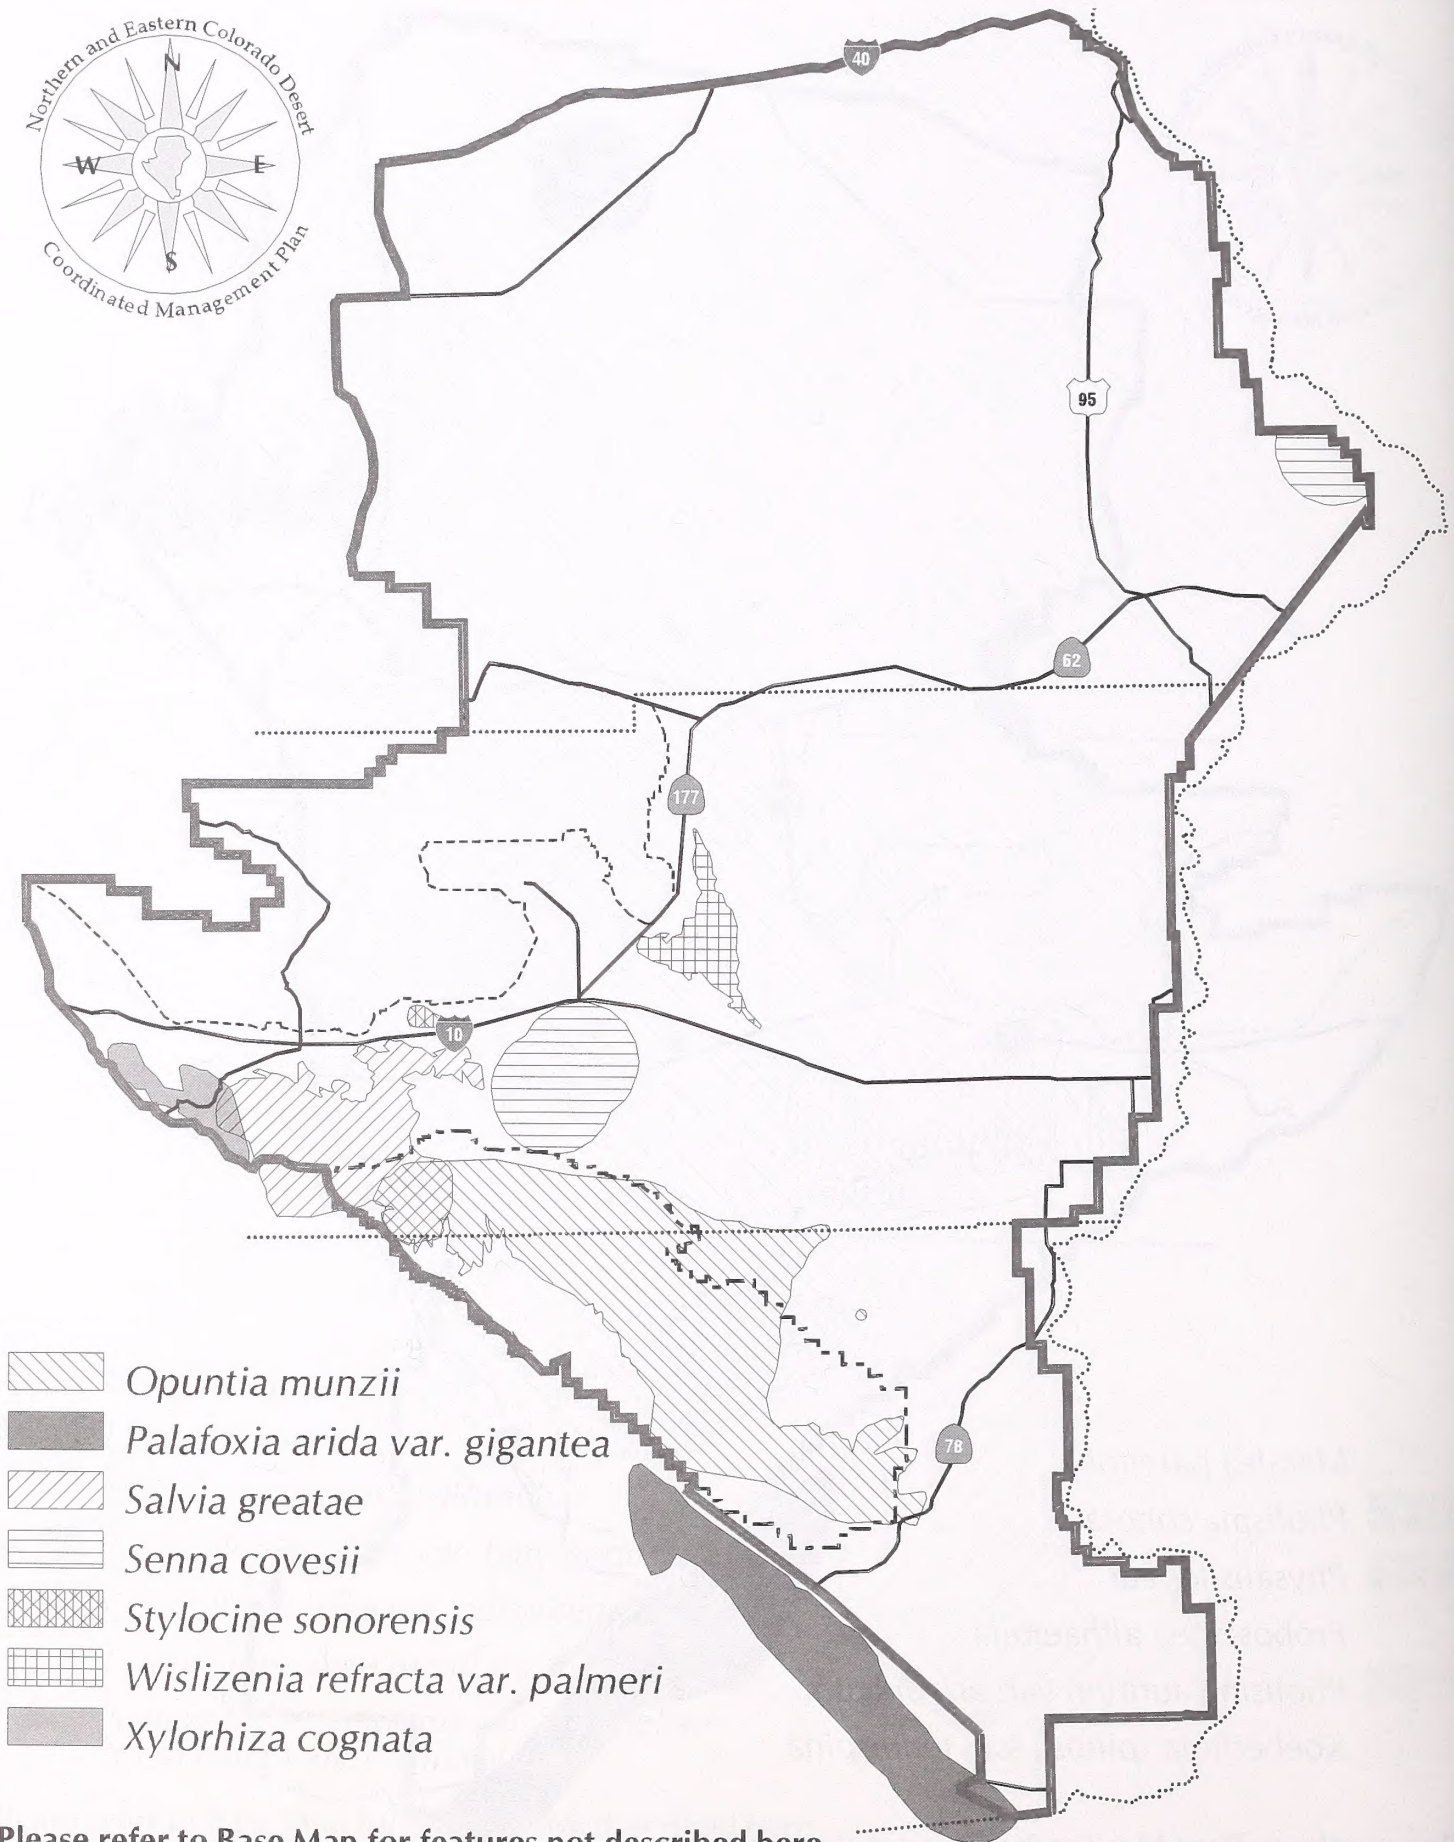 Northern and Eastern Colorado Desert
N
W
E
S
Coordinated Management Plan
40
95
62
177
10
78
Opuntia munzii
Palafoxia arida var. gigantea
Salvia greatae
Senna covesii
Stylocine sonorensis
Wislizenia refracta var. palmeri
Xylorhiza cognata
Please refer to Base Map for features not described here